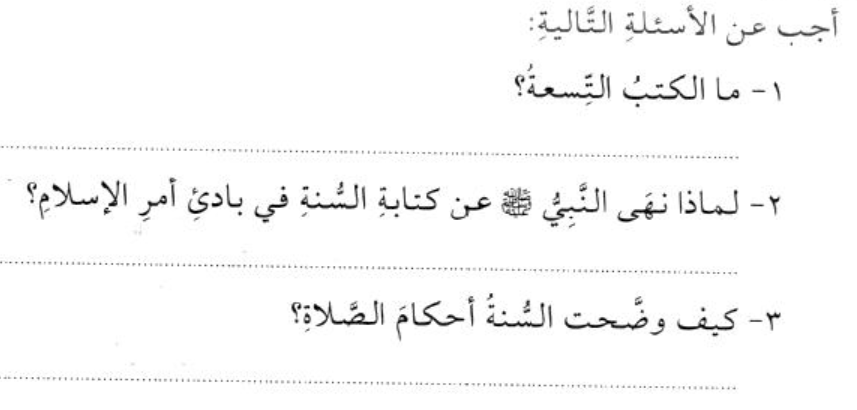 أجب عن الأسئلةِ التَّاليةِ:
١- ما الكتبُ التِّسعةُ؟
٢- لماذا نهَى النَّبِيُّ ﷺ عن كتابةِ السُّنةِ في بادئِ أمرِ الإسلامِ؟
٣- كيف وضَّحت السُّنةُ أحكامَ الصَّلاةِ؟